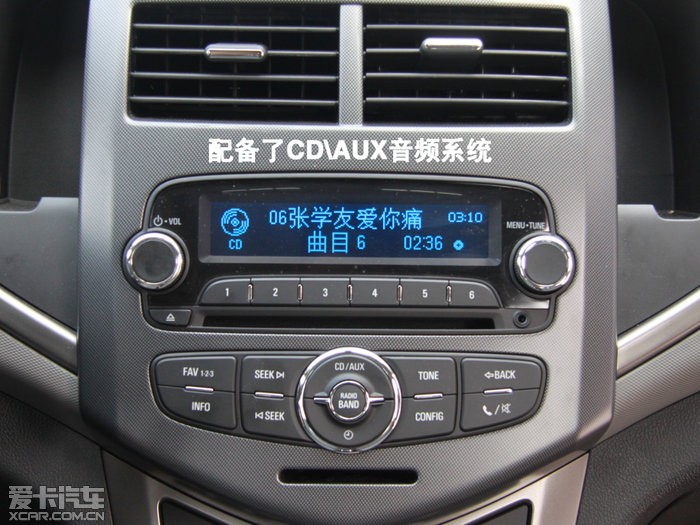 配备了CD\AUX音频系统
VOL
MENU•TUNE
06张学友爱你痛 03:10
CD 曲目 6 02:36
1 2 3 4 5 6
FAV 1·2·3
SEEK
CD/AUX
TONE
BACK
RADIO
BAND
INFO
SEEK
CONFIG
爱卡汽车
XCAR.COM.CN